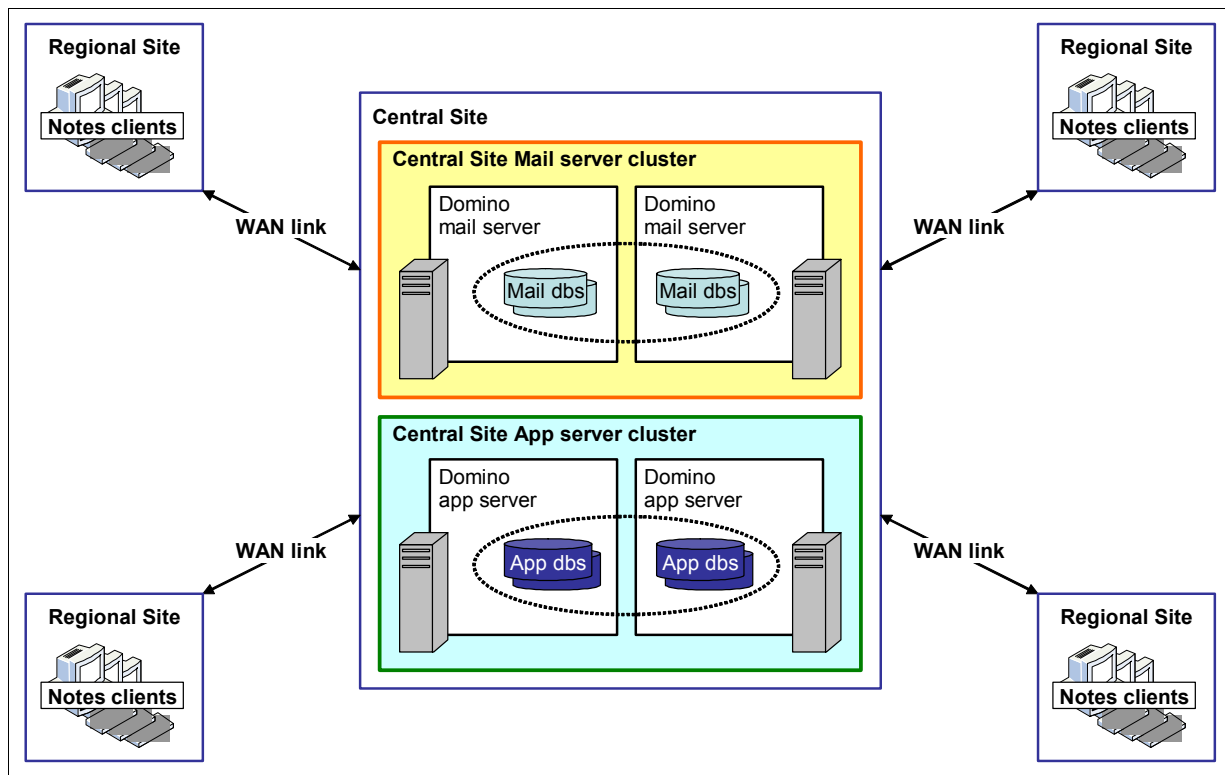 Regional Site
Notes clients
WAN link
Regional Site
Notes clients
WAN link
Central Site
Central Site Mail server cluster
Domino
mail server
Mail dbs
Domino
mail server
Mail dbs
Central Site App server cluster
Domino
app server
App dbs
Domino
app server
App dbs
WAN link
Regional Site
Notes clients
WAN link
Regional Site
Notes clients